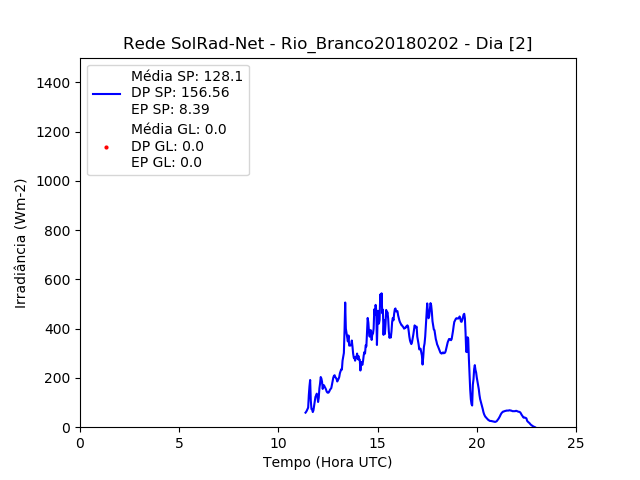 Rede SolRad-Net - Rio_Branco20180202 - Dia [2]
Média SP: 128.1
DP SP: 156.56
EP SP: 8.39
Média GL: 0.0
DP GL: 0.0
EP GL: 0.0
1400
1200
1000
800
600
400
200
0
Irradiância (Wm-2)
0 5 10 15 20 25
Tempo (Hora UTC)